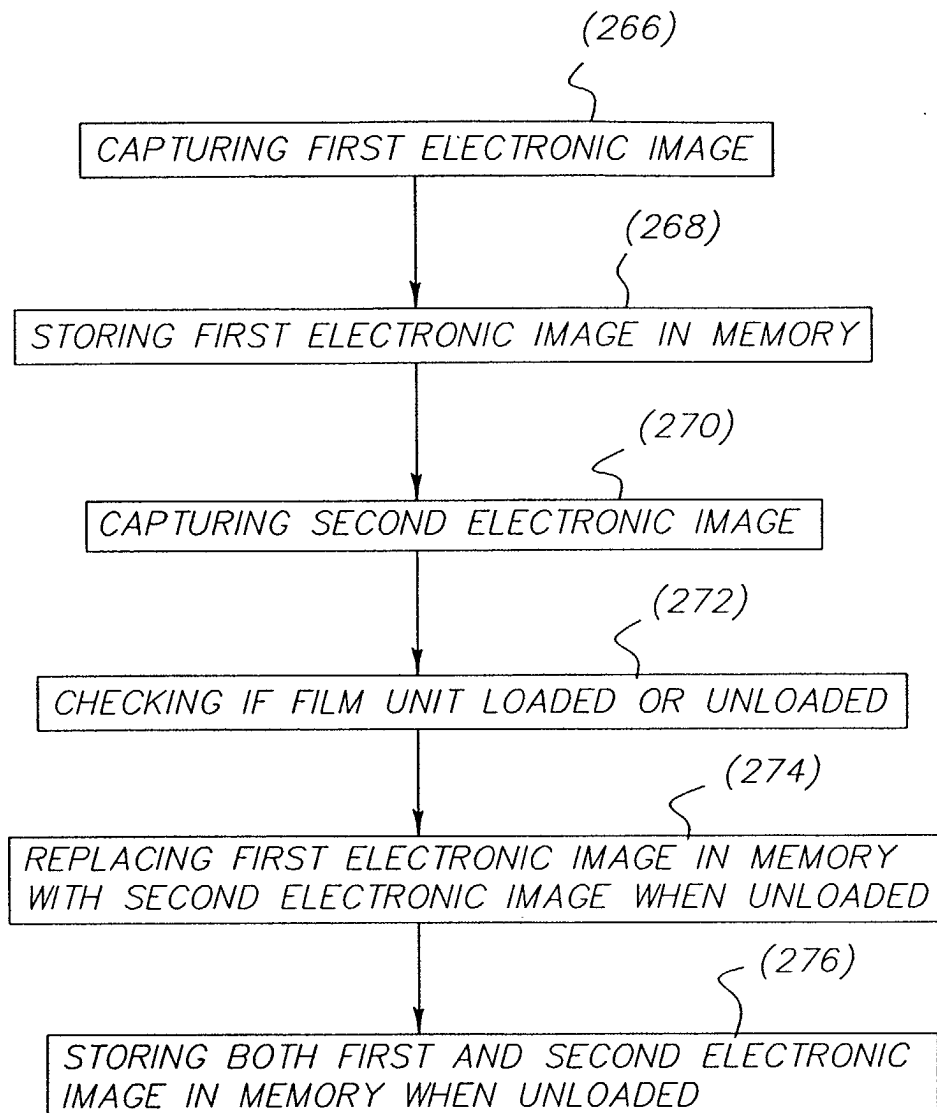 (266)
CAPTURING FIRST ELECTRONIC IMAGE
(268)
STORING FIRST ELECTRONIC IMAGE IN MEMORY
(270)
CAPTURING SECOND ELECTRONIC IMAGE
(272)
CHECKING IF FILM UNIT LOADED OR UNLOADED
(274)
REPLACING FIRST ELECTRONIC IMAGE IN MEMORY
WITH SECOND ELECTRONIC IMAGE WHEN UNLOADED
(276)
STORING BOTH FIRST AND SECOND ELECTRONIC
IMAGE IN MEMORY WHEN UNLOADED